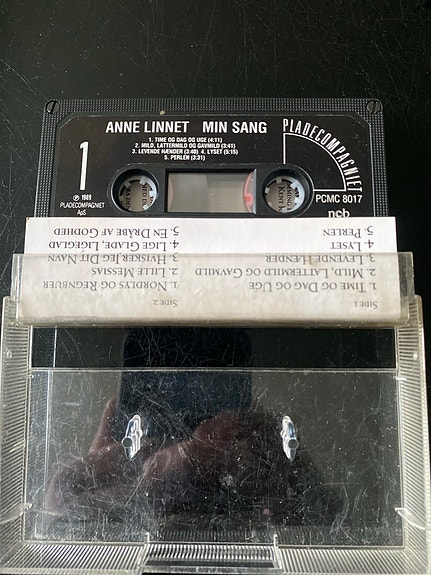 ANNE LINNET MIN SANG
1. TIME OG DAG OG UGE (4:11)
2. MILD, LATTERMILD OG GAVMILD (3:41)
3. LEVENDE HÆNDER (3:40) 4. LYSET (5:15)
5. PERLEN (3:31)
PLADECOMPAGNIET
1
℗ 1989
PLADECOMPAGNIET
ApS
PCMC 8017
ncb
SIDE 1
1. TIME OG DAG OG UGE
2. MILD, LATTERMILD OG GAVMILD
3. LEVENDE HÆNDER
4. LYSET
5. PERLEN
SIDE 2
1. NORDLYS OG REGNBUER
2. LILLE MESSIAS
3. HVISKER JEG DIT NAVN
4. LIGE GLADE, LIGEGLAD
5. EN DRÅBE AF GODHED